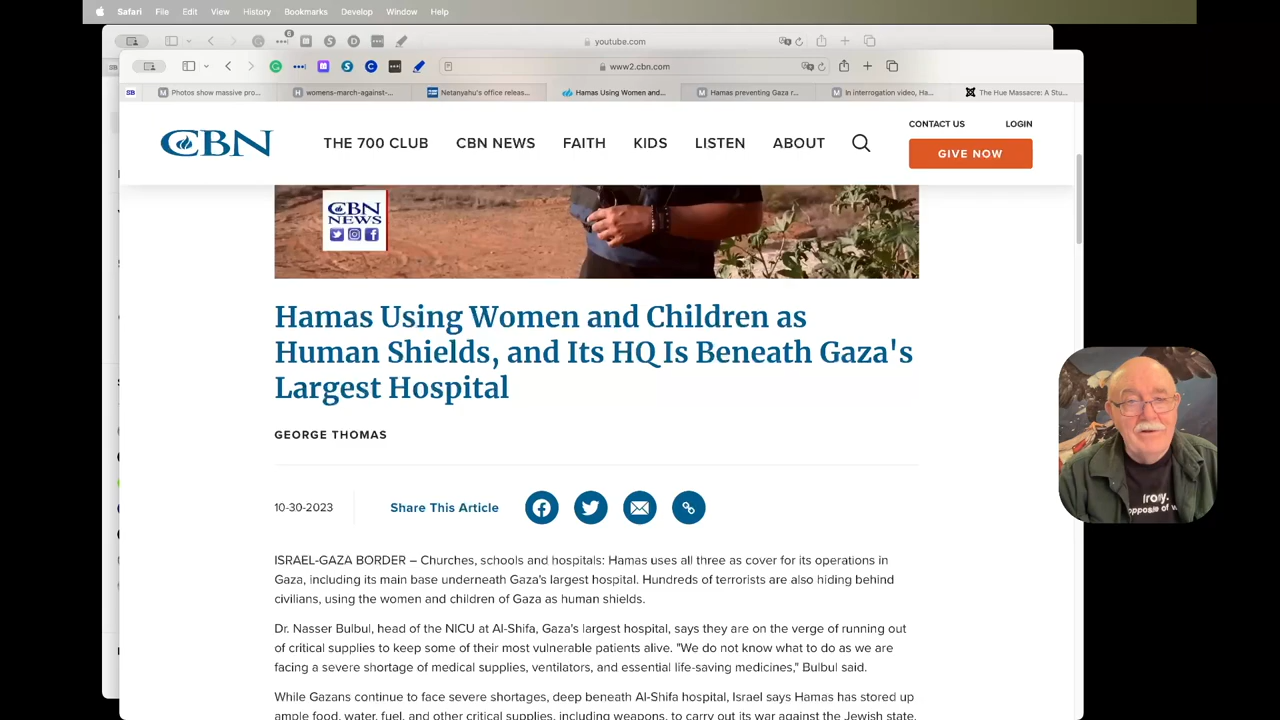 Safari File Edit View History Bookmarks Develop Window Help
6
S D
youtube.com
S C
www2.cbn.com
SB
Photos show massive pro...
womens-march-against-...
Netanyahu's office releas...
Hamas Using Women and...
Hamas preventing Gaza r...
In interrogation video, Ha...
The Hue Massacre: A Stu...
CBN
THE 700 CLUB CBN NEWS FAITH KIDS LISTEN ABOUT
CONTACT US LOGIN
GIVE NOW
CBN
NEWS
Hamas Using Women and Children as
Human Shields, and Its HQ Is Beneath Gaza's
Largest Hospital
GEORGE THOMAS
10-30-2023 Share This Article
ISRAEL-GAZA BORDER – Churches, schools and hospitals: Hamas uses all three as cover for its operations in
Gaza, including its main base underneath Gaza's largest hospital. Hundreds of terrorists are also hiding behind
civilians, using the women and children of Gaza as human shields.
Dr. Nasser Bulbul, head of the NICU at Al-Shifa, Gaza's largest hospital, says they are on the verge of running out
of critical supplies to keep some of their most vulnerable patients alive. "We do not know what to do as we are
facing a severe shortage of medical supplies, ventilators, and essential life-saving medicines," Bulbul said.
While Gazans continue to face severe shortages, deep beneath Al-Shifa hospital, Israel says Hamas has stored up
ample food, water, fuel, and other critical supplies, including weapons, to carry out its war against the Jewish state.
Irony.
opposite of